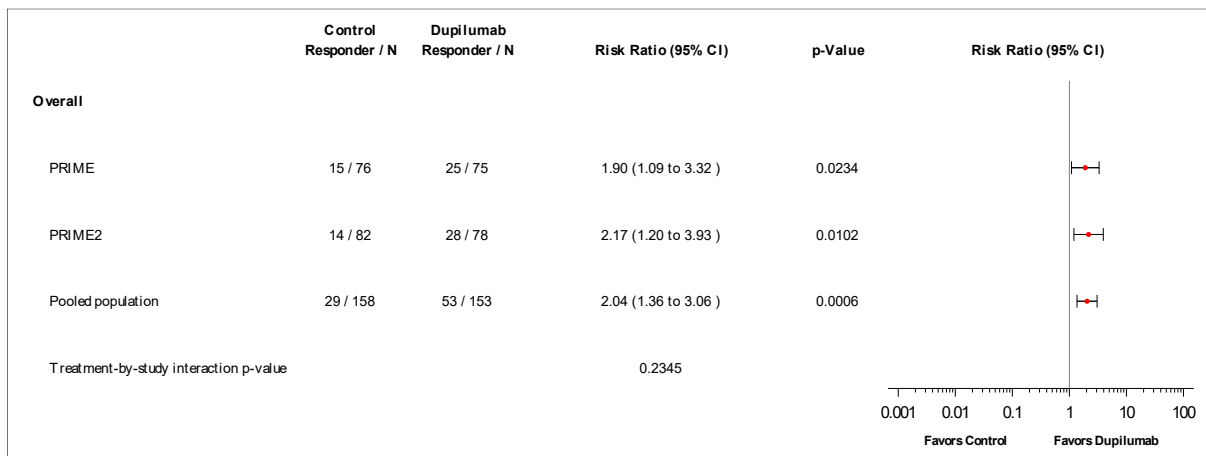 Control Dupilumab
Responder / N Responder / N Risk Ratio (95% CI) p-Value Risk Ratio (95% CI)
Overall
PRIME 15 / 76 25 / 75 1.90 (1.09 to 3.32 ) 0.0234
PRIME2 14 / 82 28 / 78 2.17 (1.20 to 3.93 ) 0.0102
Pooled population 29 / 158 53 / 153 2.04 (1.36 to 3.06 ) 0.0006
Treatment-by-study interaction p-value 0.2345
0.001 0.01 0.1 1 10 100
Favors Control Favors Dupilumab